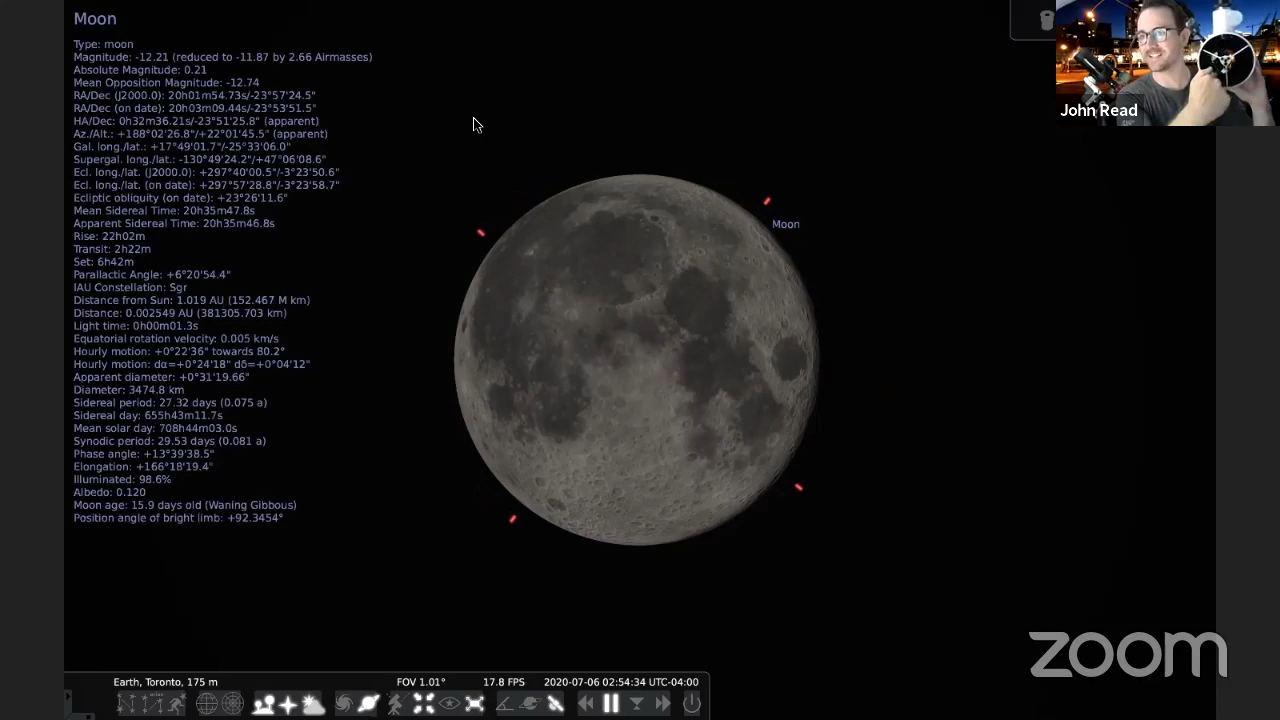 Moon
Type: moon
Magnitude: -12.21 (reduced to -11.87 by 2.66 Airmasses)
Absolute Magnitude: 0.21
Mean Opposition Magnitude: -12.74
RA/Dec (J2000.0): 20h01m54.73s/-23°57'24.5"
RA/Dec (on date): 20h03m09.44s/-23°53'51.5"
HA/Dec: 0h32m36.21s/-23°51'25.8" (apparent)
Az./Alt.: +188°02'26.8"/+22°01'45.5" (apparent)
Gal. long./lat.: +17°49'01.7"/-25°33'06.0"
Supergal. long./lat.: -130°49'24.2"/+47°06'08.6"
Ecl. long./lat. (J2000.0): +297°40'00.5"/-3°23'50.6"
Ecl. long./lat. (on date): +297°57'28.8"/-3°23'58.7"
Ecliptic obliquity (on date): +23°26'11.6"
Mean Sidereal Time: 20h35m47.8s
Apparent Sidereal Time: 20h35m46.8s
Rise: 22h02m
Transit: 2h22m
Set: 6h42m
Parallactic Angle: +6°20'54.4"
IAU Constellation: Sgr
Distance from Sun: 1.019 AU (152.467 M km)
Distance: 0.002549 AU (381305.703 km)
Light time: 0h00m01.3s
Equatorial rotation velocity: 0.005 km/s
Hourly motion: +0°22'36" towards 80.2°
Hourly motion: dα=+0°24'18" dδ=+0°04'12"
Apparent diameter: +0°31'19.66"
Diameter: 3474.8 km
Sidereal period: 27.32 days (0.075 a)
Sidereal day: 655h43m11.7s
Mean solar day: 708h44m03.0s
Synodic period: 29.53 days (0.081 a)
Phase angle: +13°39'38.5"
Elongation: +166°18'19.4"
Illuminated: 98.6%
Albedo: 0.120
Moon age: 15.9 days old (Waning Gibbous)
Position angle of bright limb: +92.3454°
Moon
John Read
zoom
Earth, Toronto, 175 m FOV 1.01° 17.8 FPS 2020-07-06 02:54:34 UTC-04:00